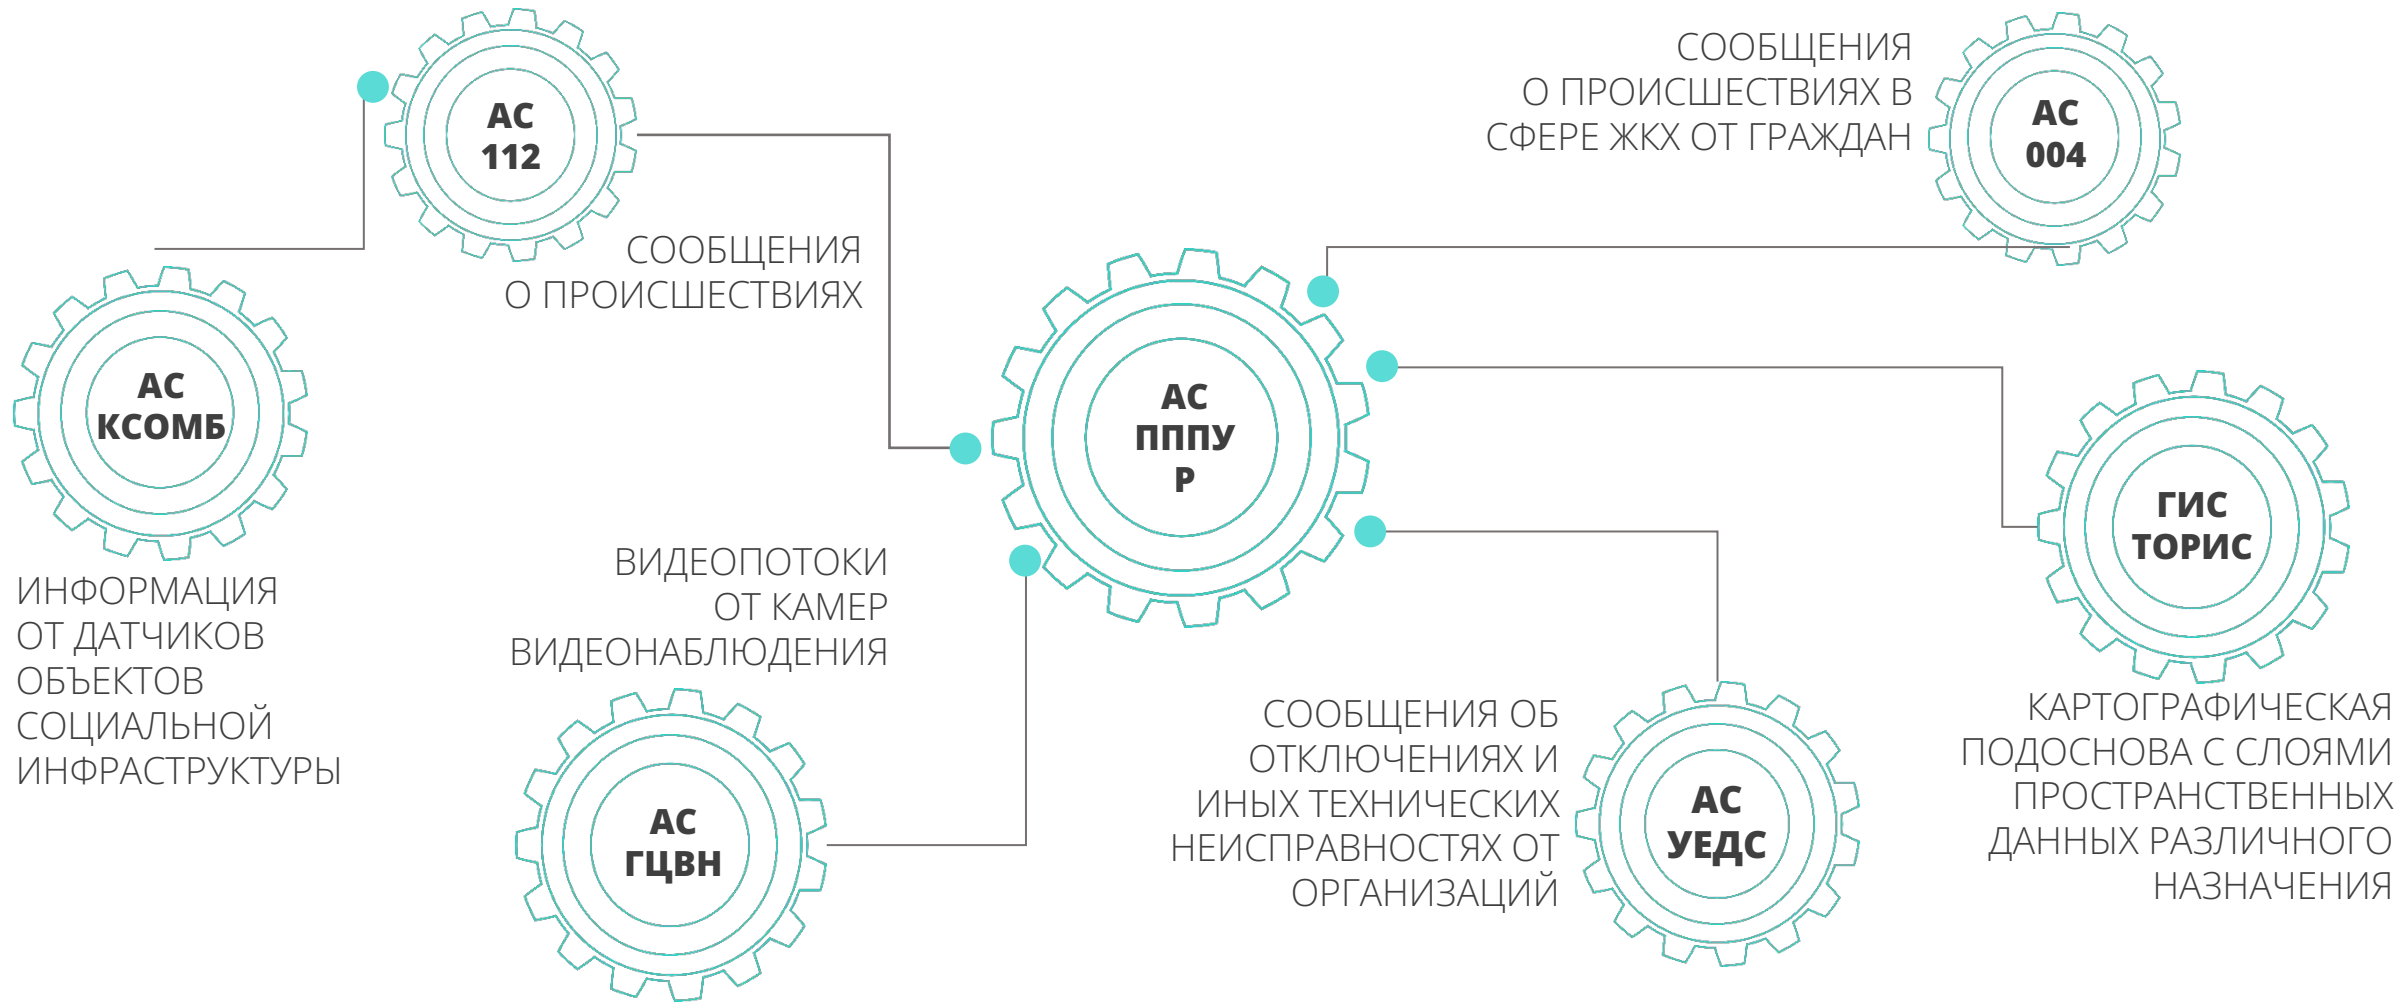 АС
112
СООБЩЕНИЯ
О ПРОИСШЕСТВИЯХ
АС
КСОМБ
ИНФОРМАЦИЯ
ОТ ДАТЧИКОВ
ОБЪЕКТОВ
СОЦИАЛЬНОЙ
ИНФРАСТРУКТУРЫ
ВИДЕОПОТОКИ
ОТ КАМЕР
ВИДЕОНАБЛЮДЕНИЯ
АС
ГЦВН
АС
ПППУ
Р
СООБЩЕНИЯ
О ПРОИСШЕСТВИЯХ В
СФЕРЕ ЖКХ ОТ ГРАЖДАН
АС
004
СООБЩЕНИЯ ОБ
ОТКЛЮЧЕНИЯХ И
ИНЫХ ТЕХНИЧЕСКИХ
НЕИСПРАВНОСТЯХ ОТ
ОРГАНИЗАЦИЙ
АС
УЕДС
ГИС
ТОРИС
КАРТОГРАФИЧЕСКАЯ
ПОДОСНОВА С СЛОЯМИ
ПРОСТРАНСТВЕННЫХ
ДАННЫХ РАЗЛИЧНОГО
НАЗНАЧЕНИЯ